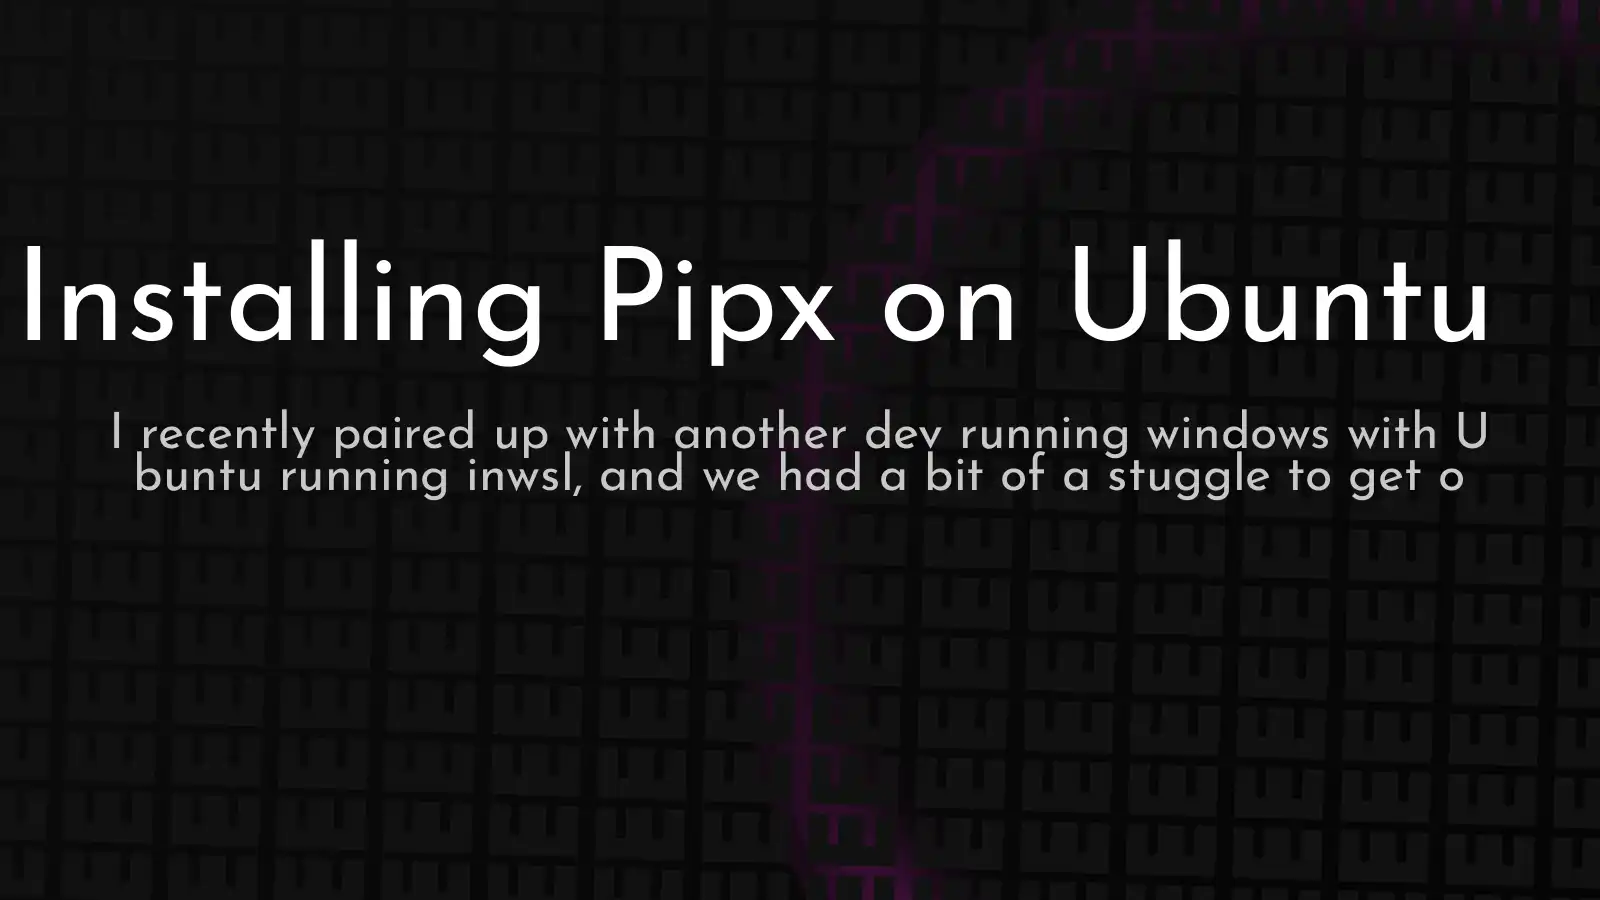 Installing Pipx on Ubuntu
I recently paired up with another dev running windows with U
buntu running inwsl, and we had a bit of a stuggle to get o